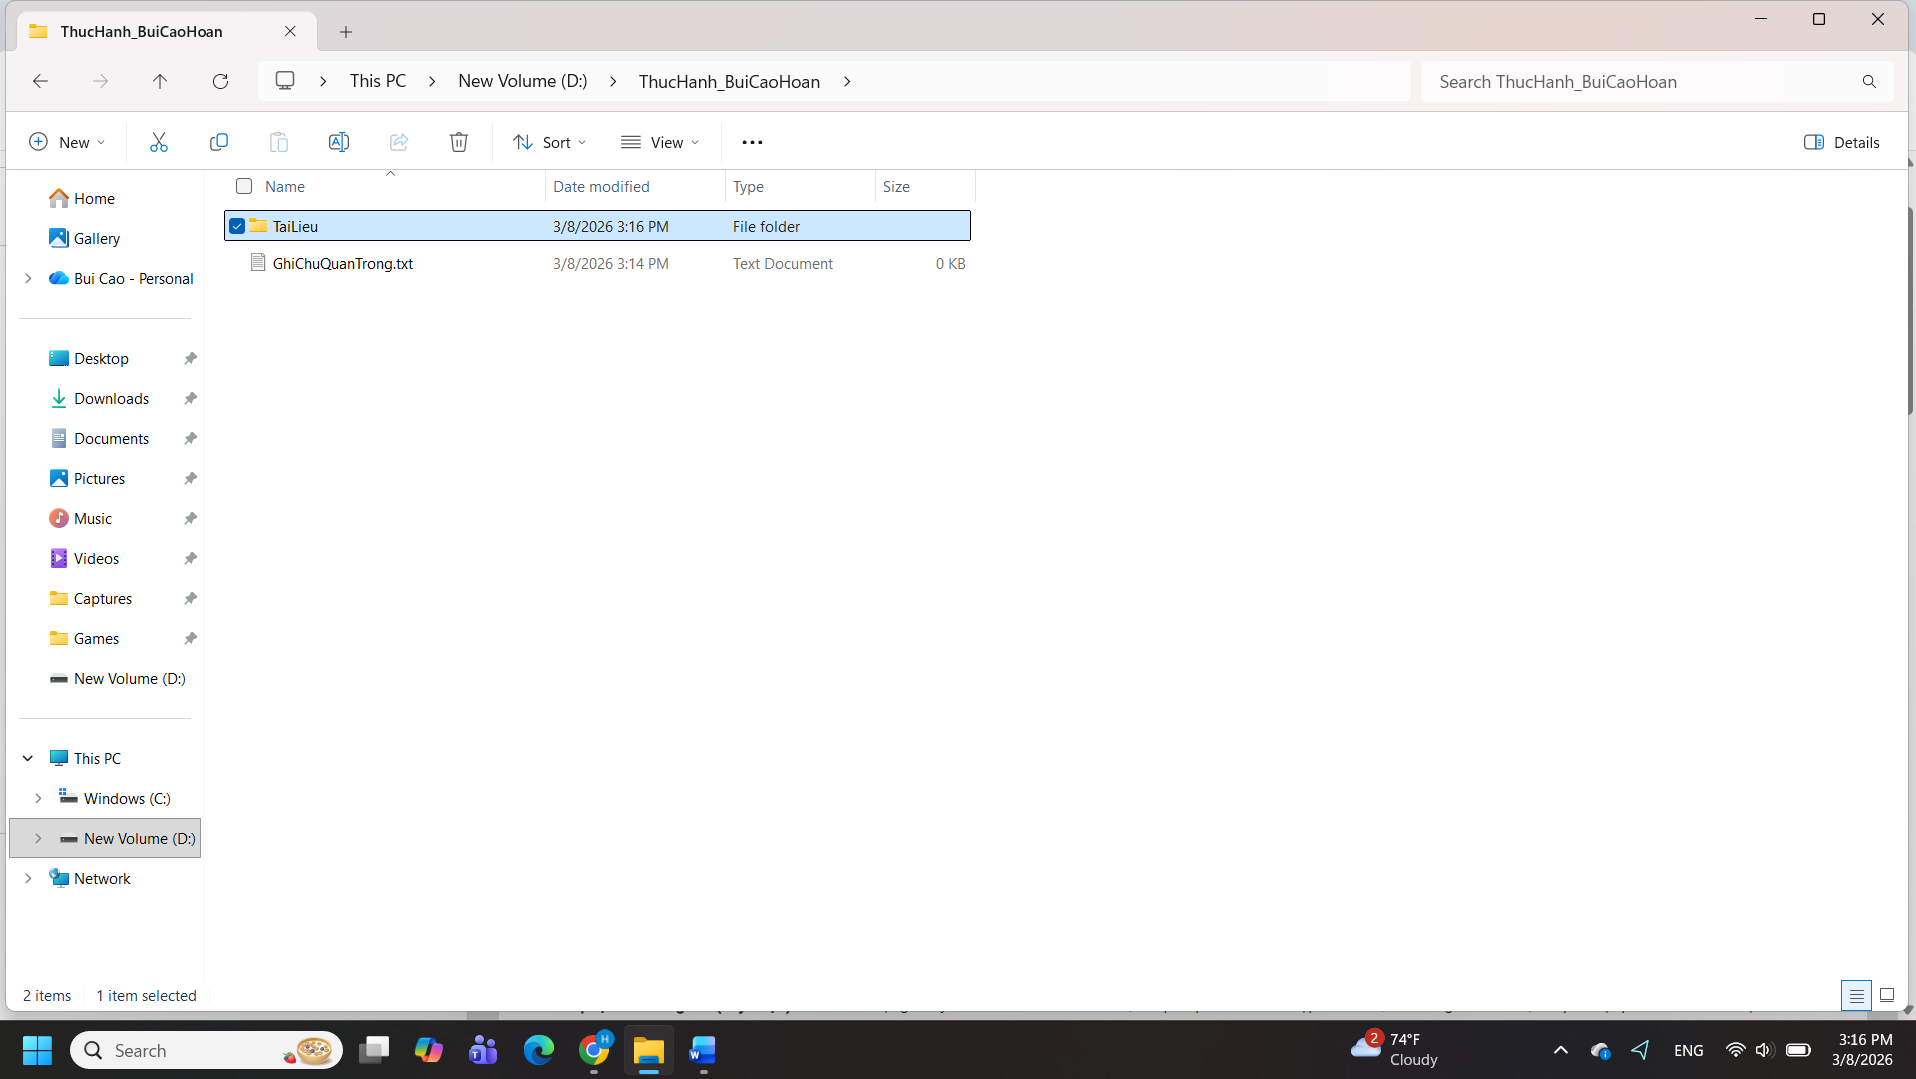 ThucHanh_BuiCaoHoan
This PC New Volume (D:) ThucHanh_BuiCaoHoan
Search ThucHanh_BuiCaoHoan
New Sort View Details
Name Date modified Type Size
TaiLieu 3/8/2026 3:16 PM File folder
GhiChuQuanTrong.txt 3/8/2026 3:14 PM Text Document 0 KB
Home
Gallery
Bui Cao - Personal
Desktop
Downloads
Documents
Pictures
Music
Videos
Captures
Games
New Volume (D:)
This PC
Windows (C:)
New Volume (D:)
Network
2 items 1 item selected
Search
H
T
W
2
74°F
Cloudy
ENG
3:16 PM
3/8/2026